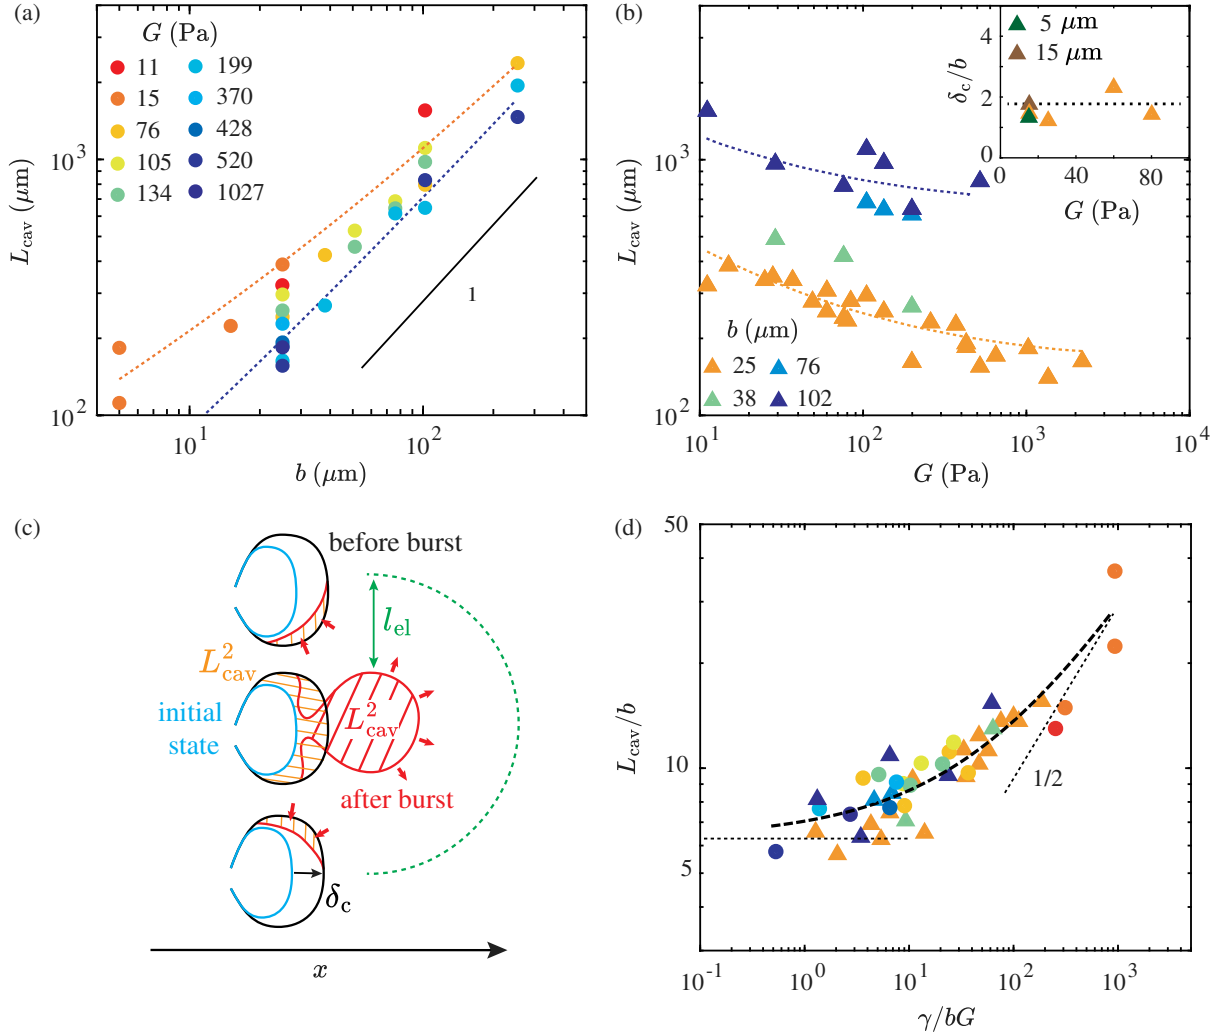 (a)
G (Pa)
11 199
15 370
76 428
105 520
134 1027
10^3
10^2
L_cav (μm)
1
10^1 10^2
b (μm)
(b)
L_cav (μm)
10^3
10^2
4
2
0
δ_c/b
5 μm
15 μm
0 40 80
G (Pa)
b (μm)
25 76
38 102
10^1 10^2 10^3 10^4
G (Pa)
(c)
before burst
l_el
L^2_cav
initial
state
L^2_cav
after burst
δ_c
x
(d)
50
10
5
L_cav/b
1/2
10^-1 10^0 10^1 10^2 10^3
γ/bG